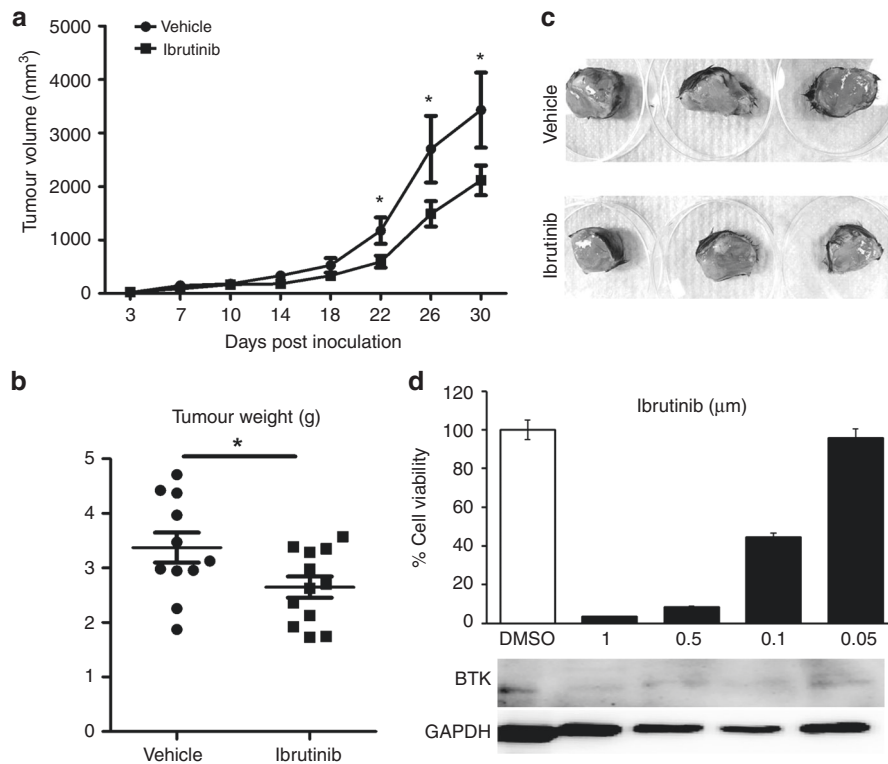 a
Tumour volume (mm³)
5000
4000
3000
2000
1000
0
Vehicle
Ibrutinib
*
*
*
3 7 10 14 18 22 26 30
Days post inoculation
b
Tumour weight (g)
*
5
4
3
2
1
0
Vehicle Ibrutinib
c
Vehicle
Ibrutinib
d
Ibrutinib (μm)
% Cell viability
120
100
80
60
40
20
0
DMSO 1 0.5 0.1 0.05
BTK
GAPDH